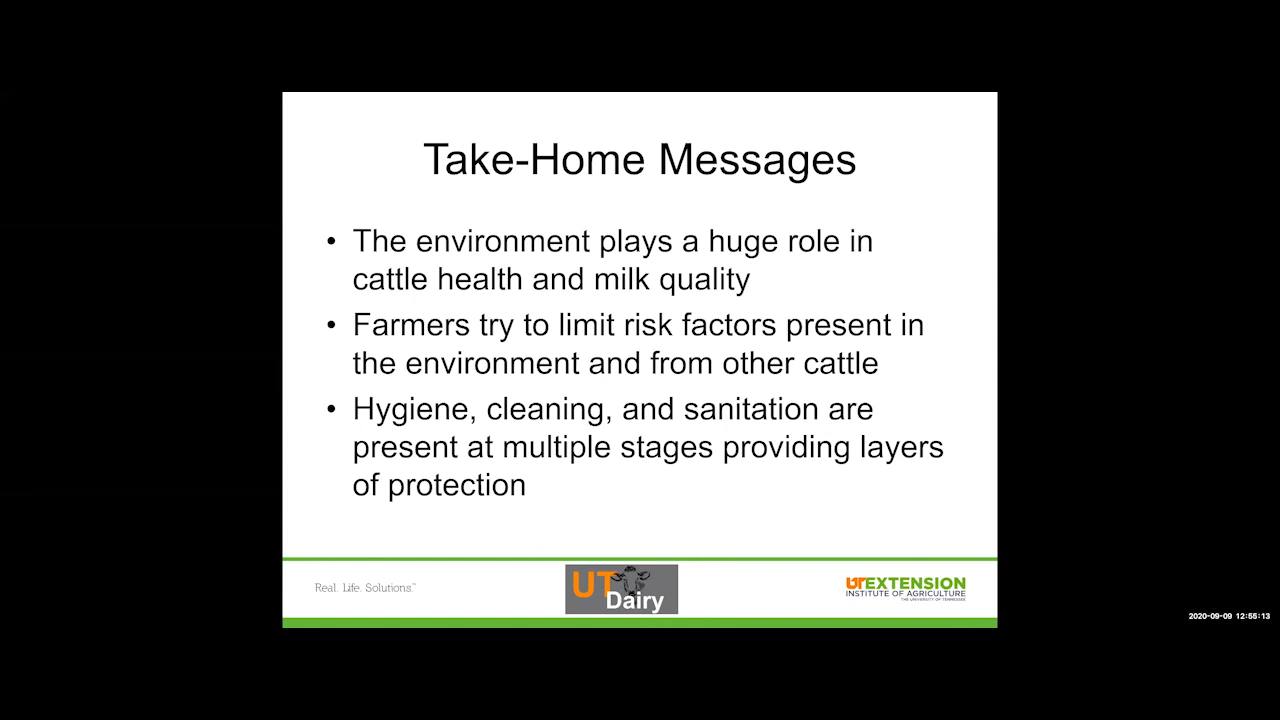 Take-Home Messages
• The environment plays a huge role in
cattle health and milk quality
• Farmers try to limit risk factors present in
the environment and from other cattle
• Hygiene, cleaning, and sanitation are
present at multiple stages providing layers
of protection
Real. Life. Solutions.™
UT
Dairy
UTEXTENSION
INSTITUTE OF AGRICULTURE
THE UNIVERSITY OF TENNESSEE
2020-09-09 12:55:13